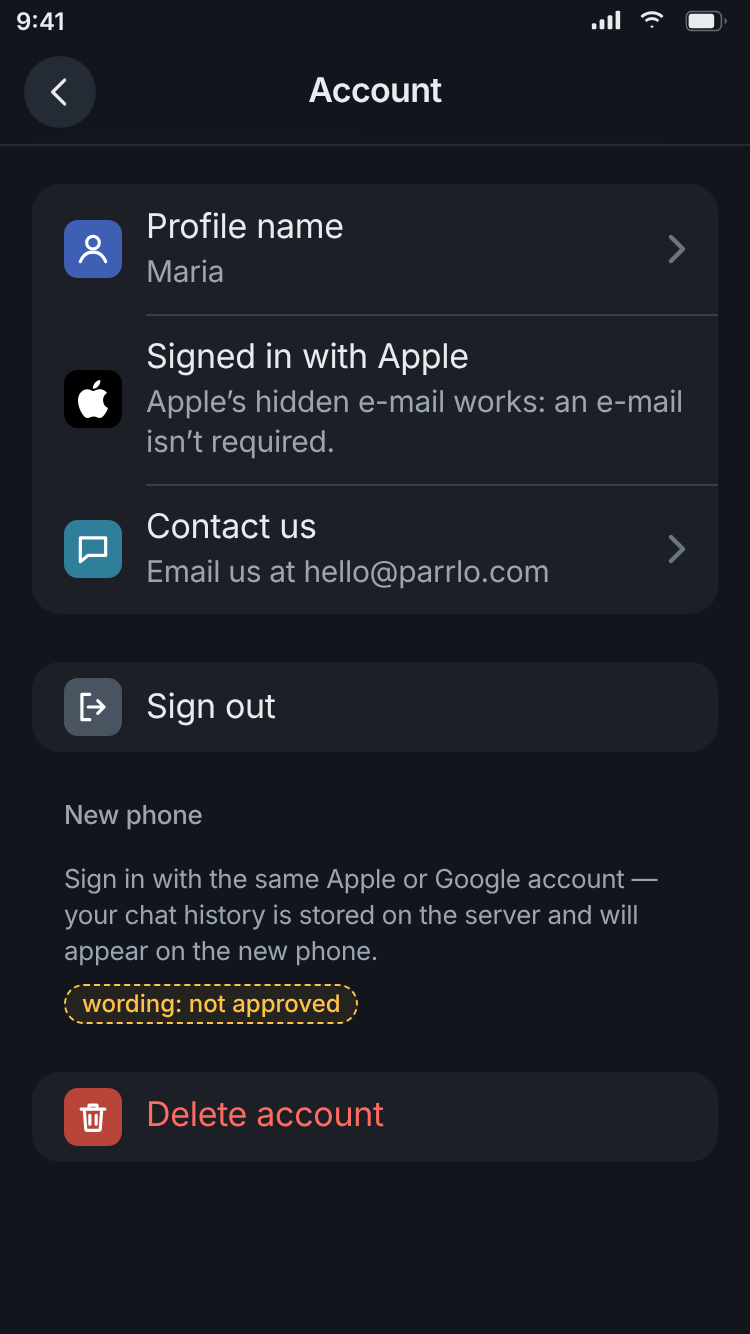 9:41
Account
Profile name
Maria
Signed in with Apple
Apple’s hidden e-mail works: an e-mail
isn’t required.
Contact us
Email us at hello@parrlo.com
Sign out
New phone
Sign in with the same Apple or Google account —
your chat history is stored on the server and will
appear on the new phone.
wording: not approved
Delete account